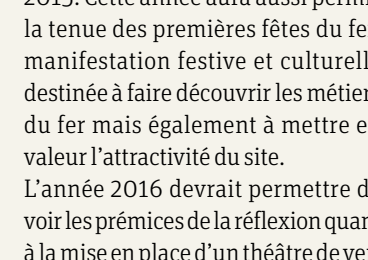 2015. Cette année aura aussi permi
la tenue des premières fêtes du fe
manifestation festive et culturell
destinée à faire découvrir les métier
du fer mais également à mettre e
valeur l'attractivité du site.
L'année 2016 devrait permettre d
voir les prémices de la réflexion quan
à la mise en place d'un théâtre de ve